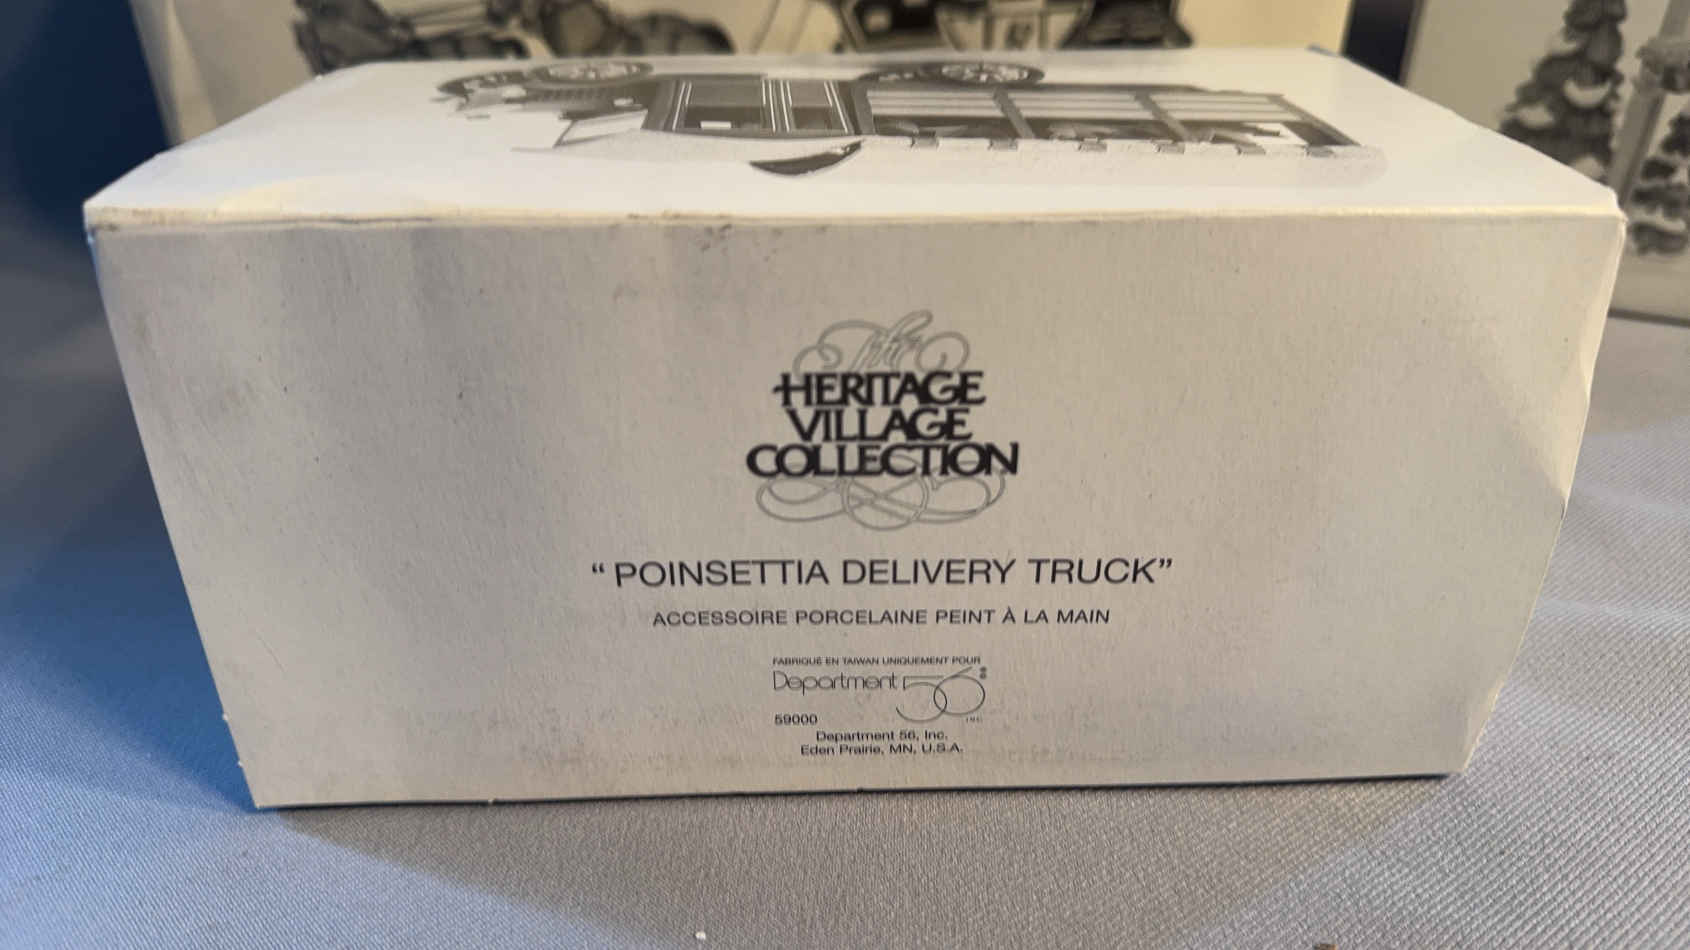 The
HERITAGE
VILLAGE
COLLECTION
“POINSETTIA DELIVERY TRUCK”
ACCESSOIRE PORCELAINE PEINT À LA MAIN
FABRIQUÉ EN TAIWAN UNIQUEMENT POUR
Department 56®
INC
59000
Department 56, Inc.
Eden Prairie, MN, U.S.A.